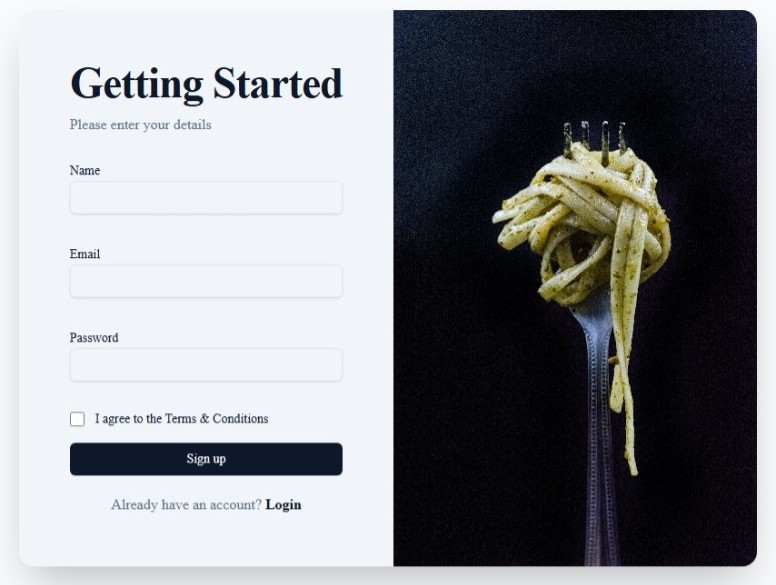 Getting Started
Please enter your details
Name
Email
Password
I agree to the Terms & Conditions
Sign up
Already have an account? Login